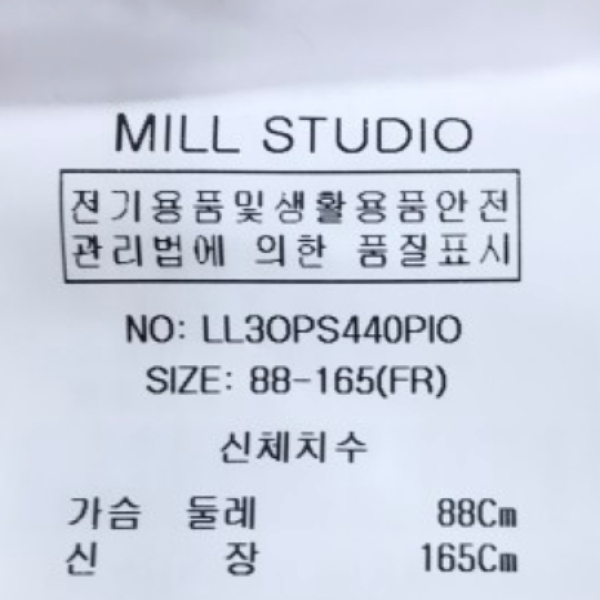 MILL STUDIO
전기용품및생활용품안전
관리법에 의한 품질표시
NO: LL3OPS440PIO
SIZE: 88-165(FR)
신체치수
가슴 둘레 88Cm
신 장 165Cm